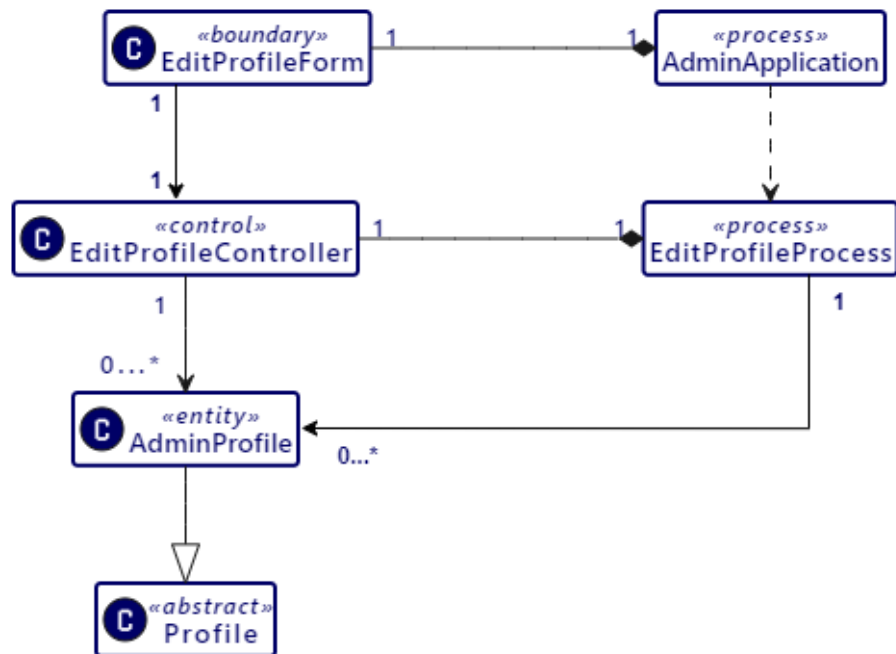 C
«boundary»
EditProfileForm
1
1
«process»
AdminApplication
1
1
C
«control»
EditProfileController
1
1
«process»
EditProfileProcess
1
1
0...*
C
«entity»
AdminProfile
0...*
C
«abstract»
Profile